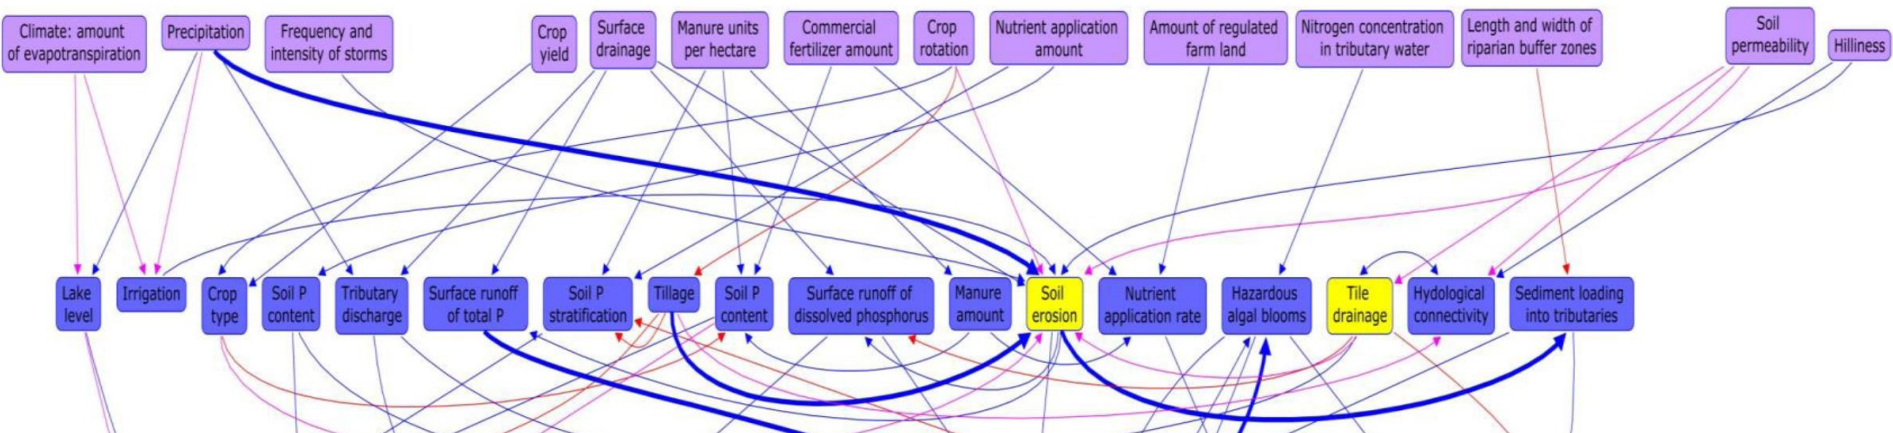 Climate: amount
of evapotranspiration
Precipitation
Frequency and
intensity of storms
Crop
yield
Surface
drainage
Manure units
per hectare
Commercial
fertilizer amount
Crop
rotation
Nutrient application
amount
Amount of regulated
farm land
Nitrogen concentration
in tributary water
Length and width of
riparian buffer zones
Soil
permeability
Hilliness
Lake
level
Irrigation
Crop
type
Soil P
content
Tributary
discharge
Surface runoff
of total P
Soil P
stratification
Tillage
Soil P
content
Surface runoff of
dissolved phosphorus
Manure
amount
Soil
erosion
Nutrient
application rate
Hazardous
algal blooms
Tile
drainage
Hydological
connectivity
Sediment loading
into tributaries